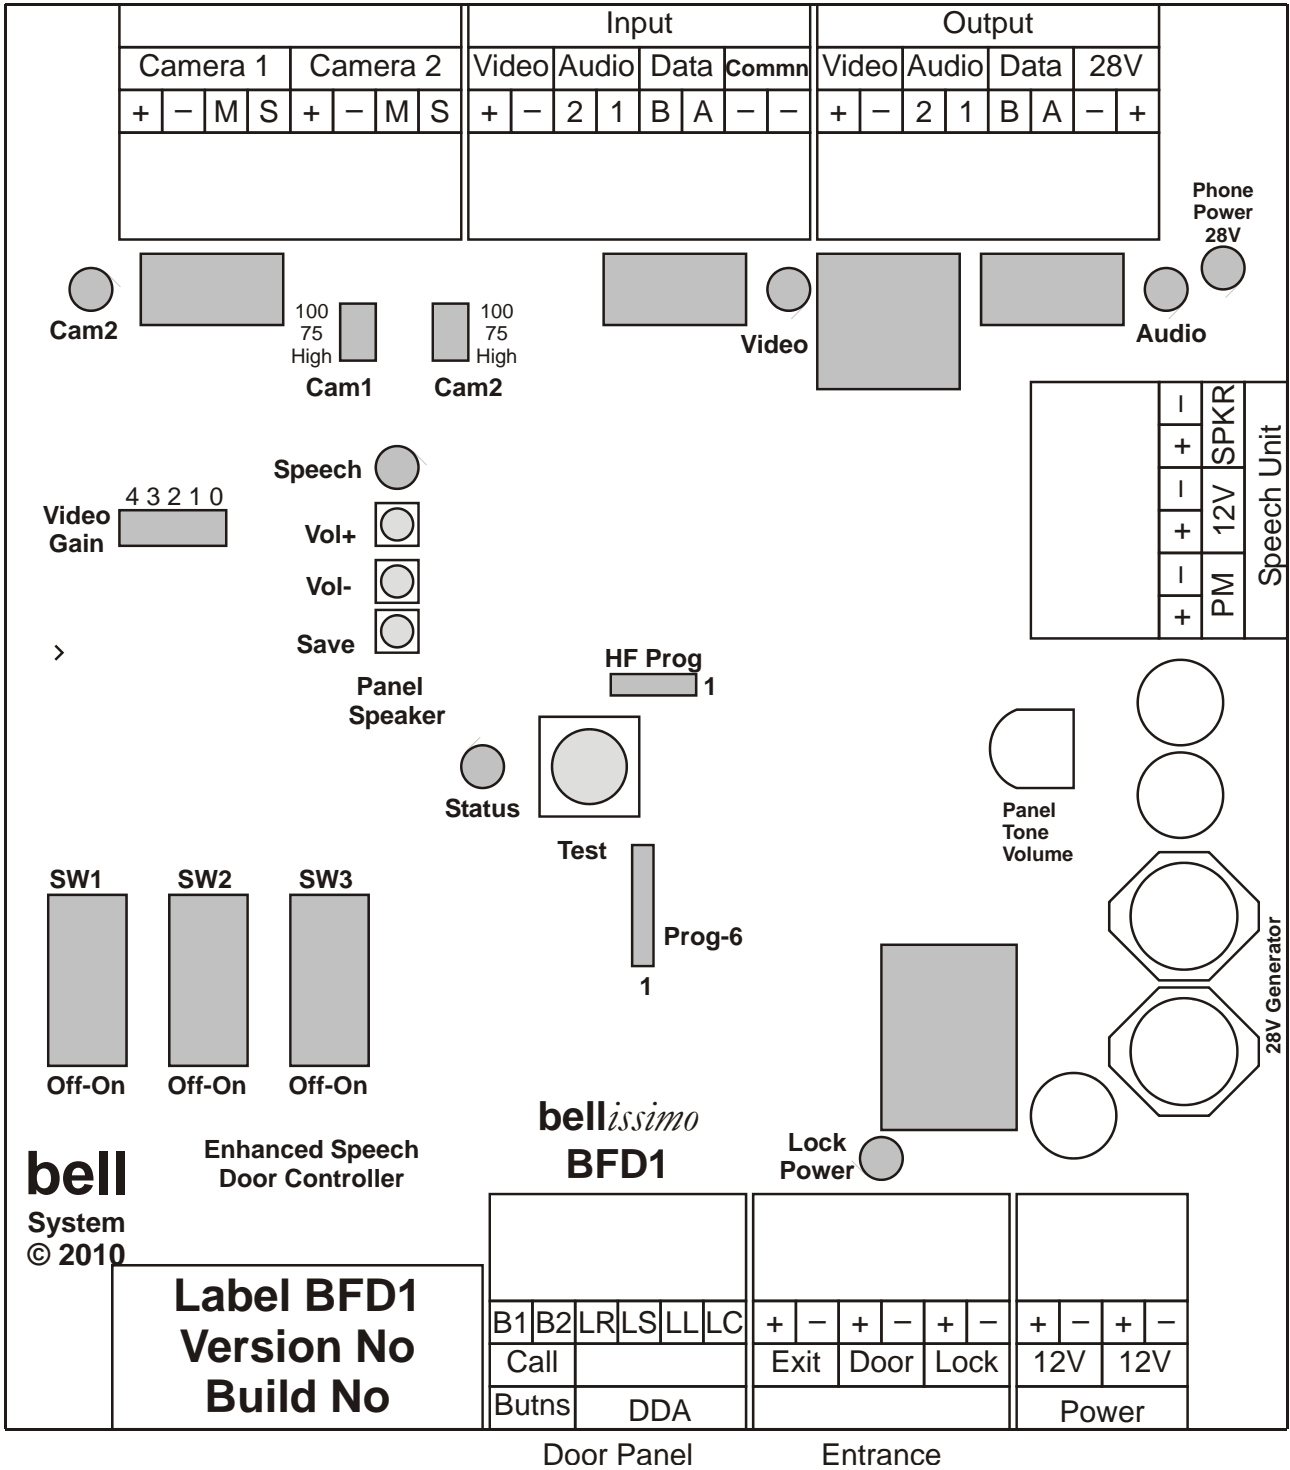 Input Output
Camera 1 Camera 2 Video Audio Data Commn Video Audio Data 28V
+ – M S + – M S + – 2 1 B A – – + – 2 1 B A – +
Phone
Power
28V
Cam2
100
75
High
Cam1
100
75
High
Cam2
Video
Audio
Speech
Vol+
Vol-
Save
Panel
Speaker
4 3 2 1 0
Video
Gain
>
– + – + – +
SPKR 12V PM
Speech Unit
HF Prog
1
Status
Test
Panel
Tone
Volume
SW1 SW2 SW3
Off-On Off-On Off-On
Prog-6
1
28V Generator
bellissimo
BFD1
Enhanced Speech
Door Controller
Lock
Power
bell
System
© 2010
Label BFD1
Version No
Build No
B1 B2 LR LS LL LC + – + – + – + – + –
Call Exit Door Lock 12V 12V
Butns DDA Power
Door Panel Entrance